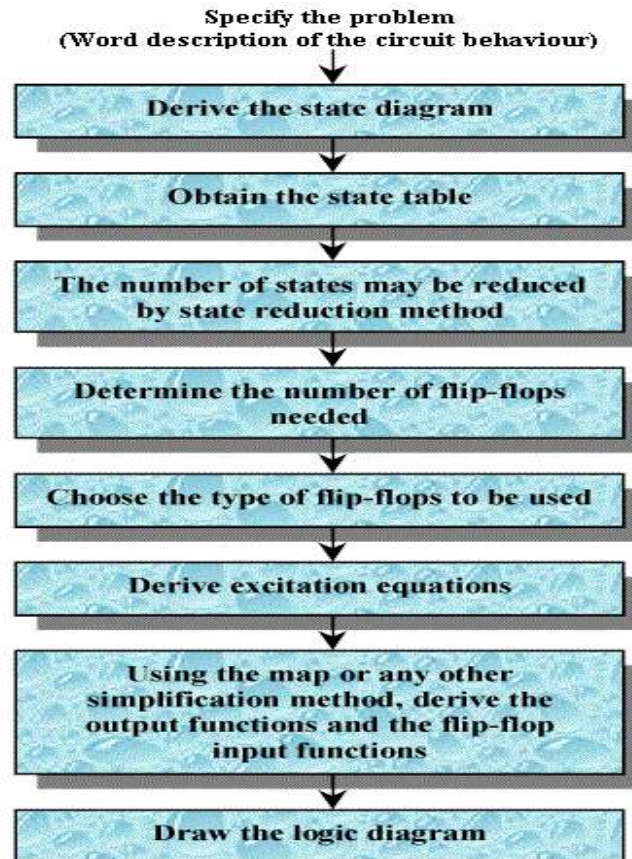 Specify the problem
(Word description of the circuit behaviour)
Derive the state diagram
Obtain the state table
The number of states may be reduced
by state reduction method
Determine the number of flip-flops
needed
Choose the type of flip-flops to be used
Derive excitation equations
Using the map or any other
simplification method, derive the
output functions and the flip-flop
input functions
Draw the logic diagram